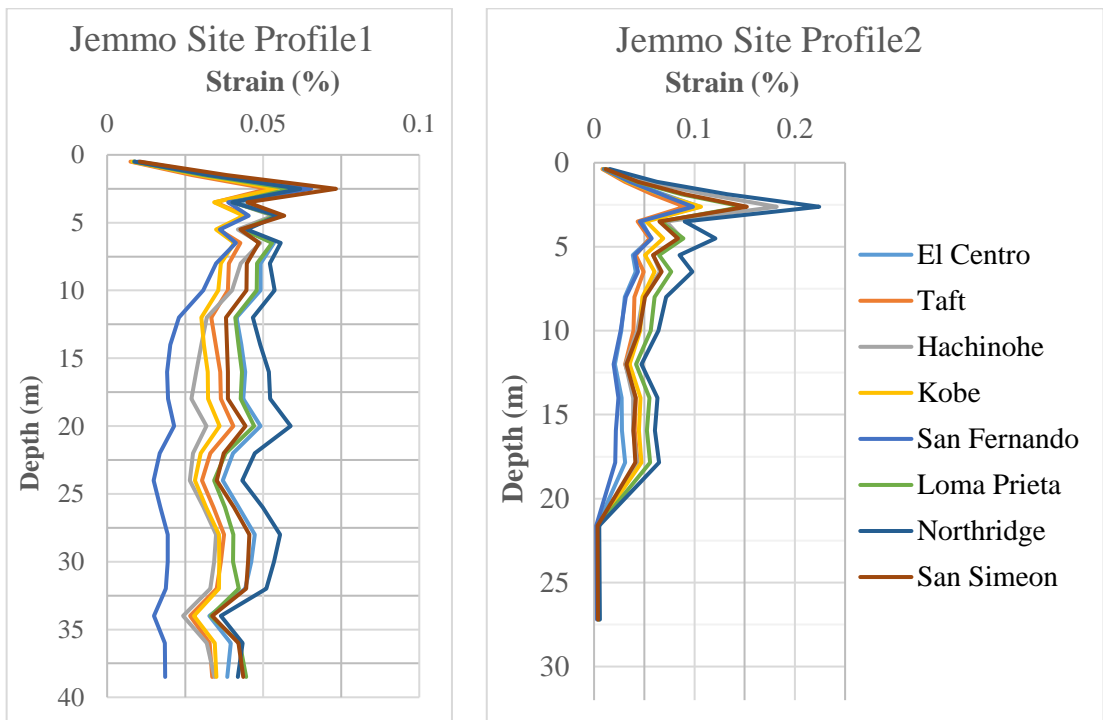 Jemmo Site Profile1
Strain (%)
0 0.05 0.1
0
5
10
15
20
25
30
35
40
Depth (m)
Jemmo Site Profile2
Strain (%)
0 0.1 0.2
0
5
10
15
20
25
30
Depth (m)
El Centro
Taft
Hachinohe
Kobe
San Fernando
Loma Prieta
Northridge
San Simeon